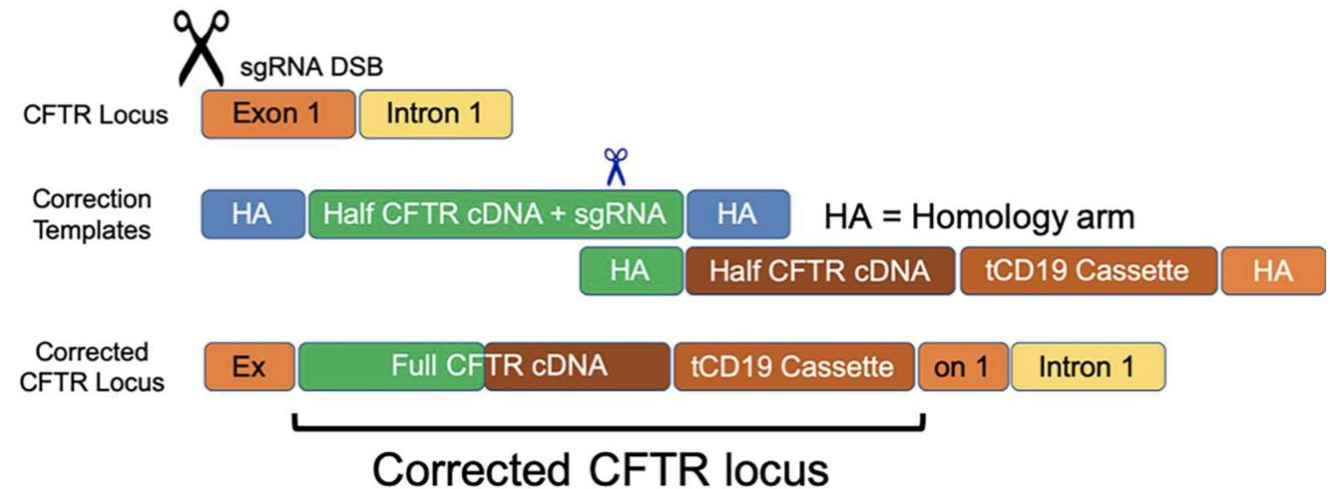 sgRNA DSB
CFTR Locus
Exon 1
Intron 1
Correction
Templates
HA
Half CFTR cDNA + sgRNA
HA
HA = Homology arm
HA
Half CFTR cDNA
tCD19 Cassette
HA
Corrected
CFTR Locus
Ex
Full CFTR cDNA
tCD19 Cassette
on 1
Intron 1
Corrected CFTR locus